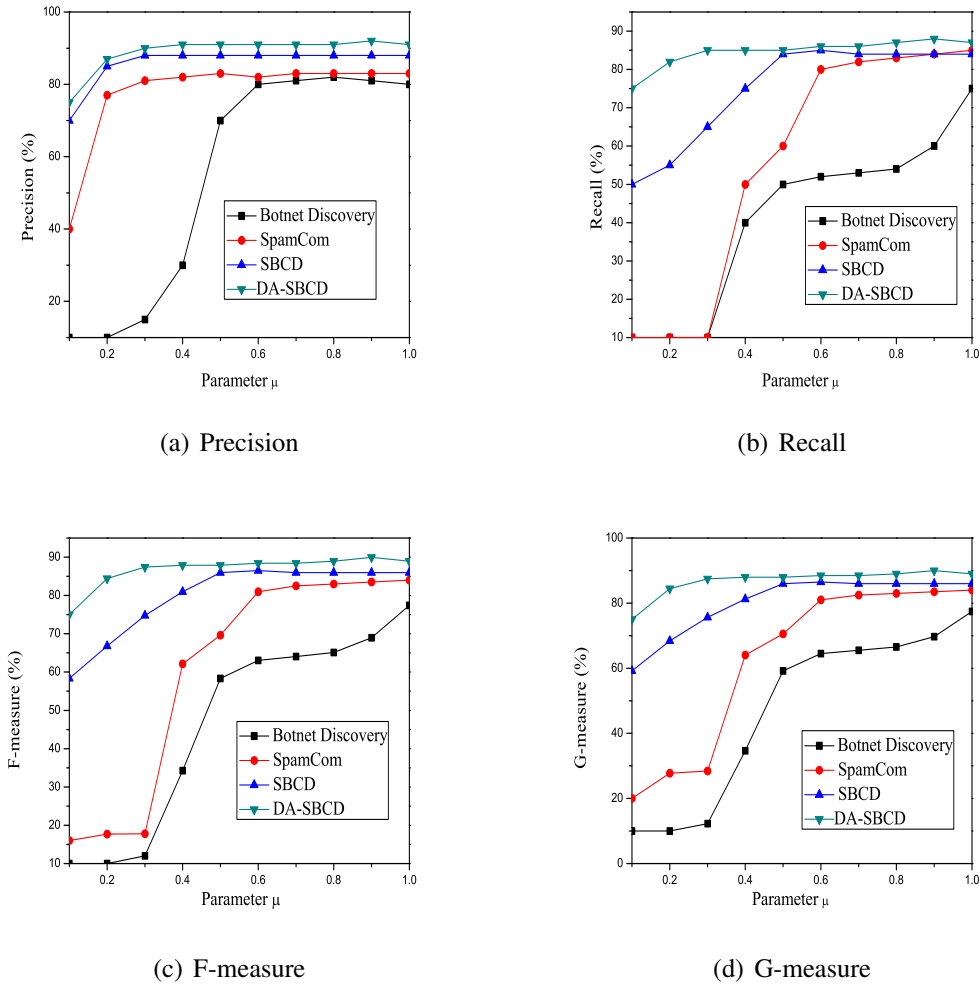 100
80
60
40
20
0.2 0.4 0.6 0.8 1.0
Precision (%)
Parameter μ
Botnet Discovery
SpamCom
SBCD
DA-SBCD
(a) Precision
90
80
70
60
50
40
30
20
10
0.2 0.4 0.6 0.8 1.0
Recall (%)
Parameter μ
Botnet Discovery
SpamCom
SBCD
DA-SBCD
(b) Recall
90
80
70
60
50
40
30
20
10
0.2 0.4 0.6 0.8 1.0
F-measure (%)
Parameter μ
Botnet Discovery
SpamCom
SBCD
DA-SBCD
(c) F-measure
100
80
60
40
20
0
0.2 0.4 0.6 0.8 1.0
G-measure (%)
Parameter μ
Botnet Discovery
SpamCom
SBCD
DA-SBCD
(d) G-measure